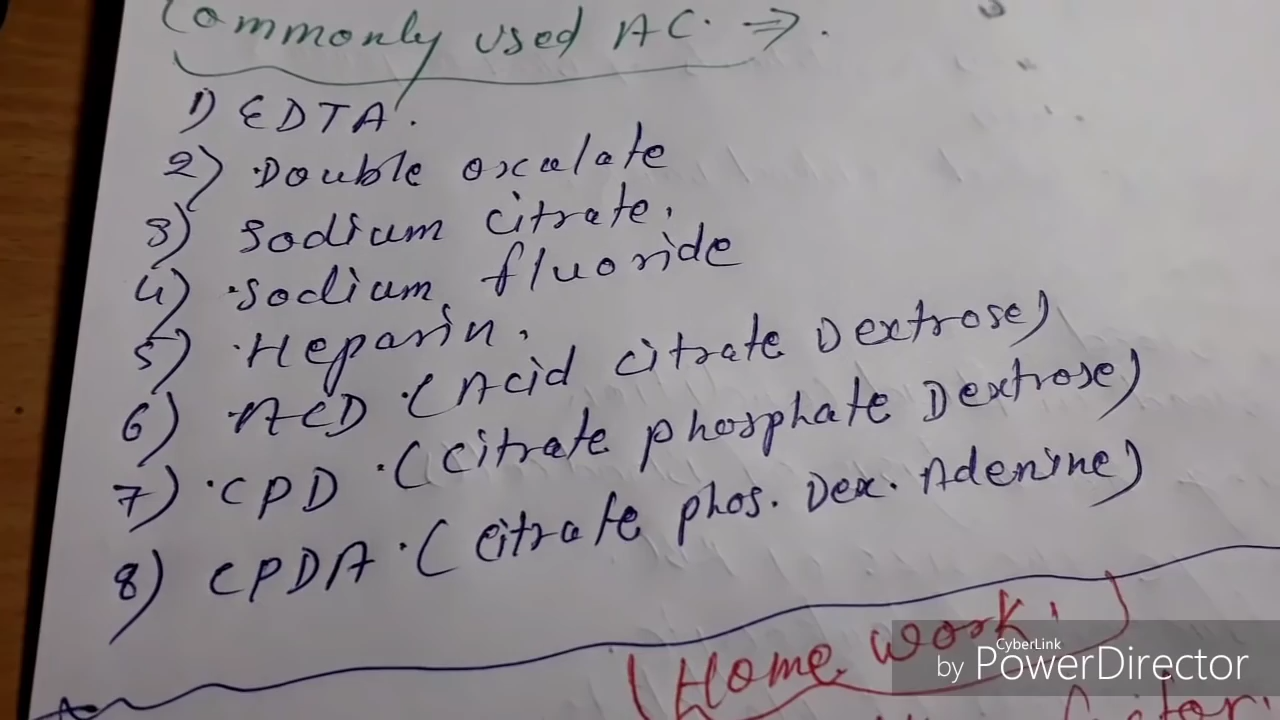 Commonly used AC. ⇒.
1) EDTA.
2) Double oxalate
3) Sodium citrate.
4) Sodium fluoride
5) Heparin.
6) ACD (Acid citrate Dextrose)
7) CPD (citrate phosphate Dextrose)
8) CPDA (citrate phos. Dex. Adenine)
(Home work.)
CyberLink
by PowerDirector